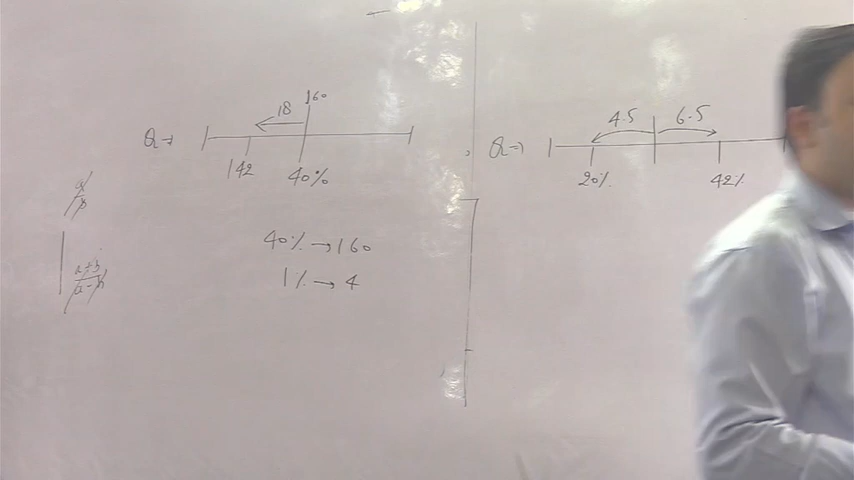 Q ⇒ 18 160
142 40%
40% → 160
1% → 4
a/b
a+b/a-b
, Q ⇒ 4.5 6.5
20% 42%